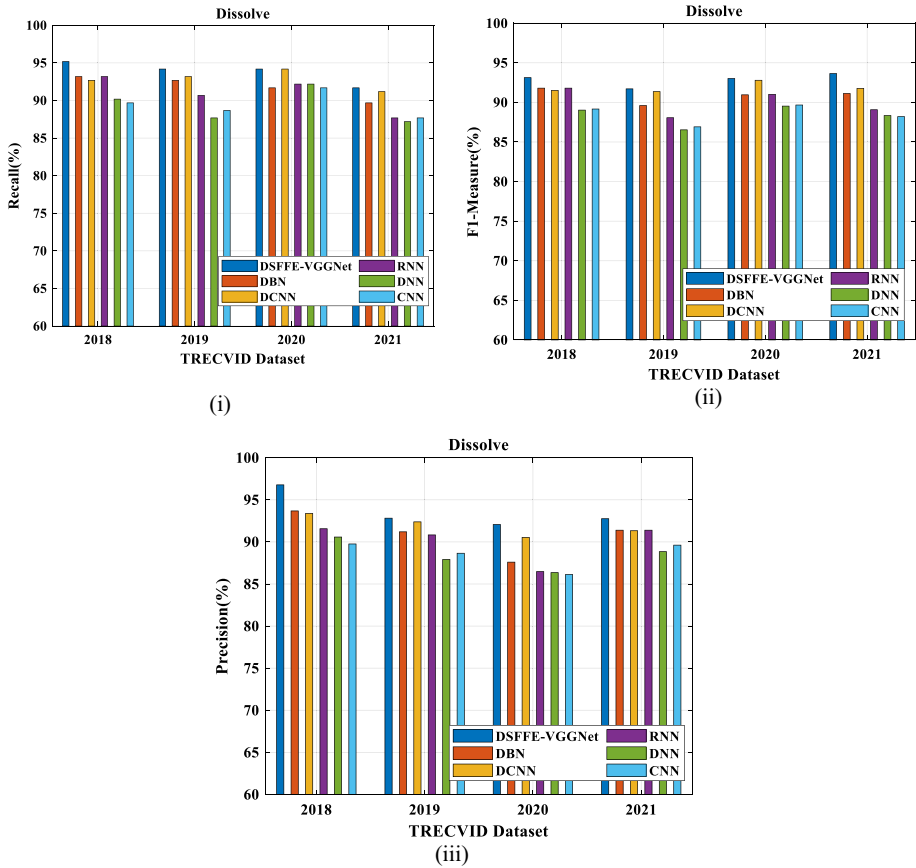 Dissolve
100
95
90
85
80
75
70
65
60
Recall(%)
DSFFE-VGGNet
DBN
DCNN
RNN
DNN
CNN
2018 2019 2020 2021
TRECVID Dataset
(i)
Dissolve
100
95
90
85
80
75
70
65
60
F1-Measure(%)
DSFFE-VGGNet
DBN
DCNN
RNN
DNN
CNN
2018 2019 2020 2021
TRECVID Dataset
(ii)
Dissolve
100
95
90
85
80
75
70
65
60
Precision(%)
DSFFE-VGGNet
DBN
DCNN
RNN
DNN
CNN
2018 2019 2020 2021
TRECVID Dataset
(iii)